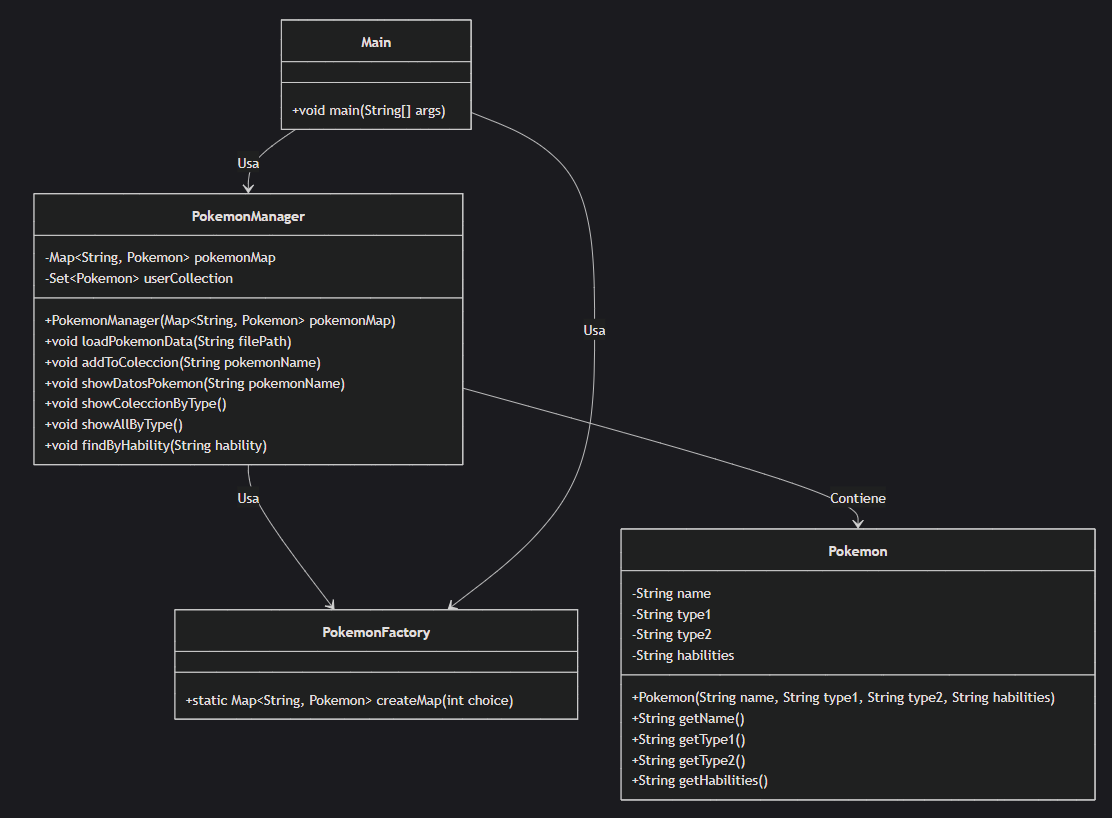 Main
+void main(String[] args)
Usa
PokemonManager
-Map<String, Pokemon> pokemonMap
-Set<Pokemon> userCollection
+PokemonManager(Map<String, Pokemon> pokemonMap)
+void loadPokemonData(String filePath)
+void addToColeccion(String pokemonName)
+void showDatosPokemon(String pokemonName)
+void showColeccionByType()
+void showAllByType()
+void findByHability(String hability)
Usa
Usa
Contiene
PokemonFactory
+static Map<String, Pokemon> createMap(int choice)
Pokemon
-String name
-String type1
-String type2
-String habilities
+Pokemon(String name, String type1, String type2, String habilities)
+String getName()
+String getType1()
+String getType2()
+String getHabilities()